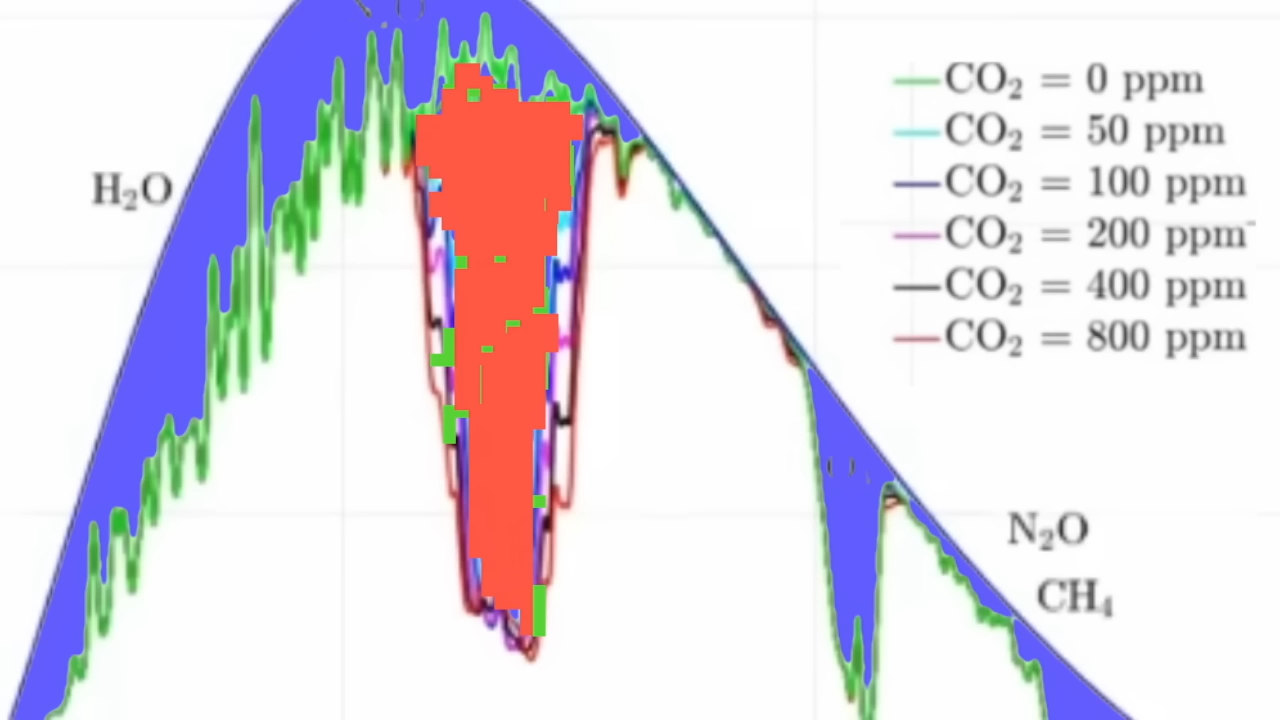 H₂O
CO₂ = 0 ppm
CO₂ = 50 ppm
CO₂ = 100 ppm
CO₂ = 200 ppm
CO₂ = 400 ppm
CO₂ = 800 ppm
N₂O
CH₄